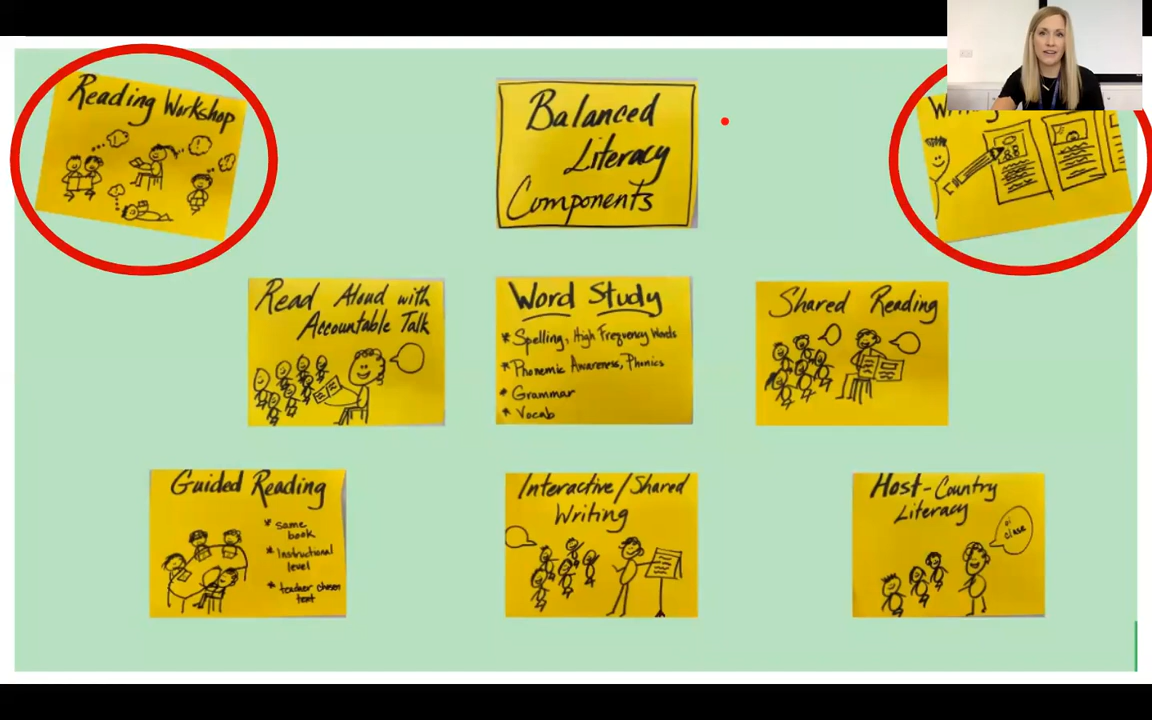 Reading Workshop
Balanced
Literacy
Components
Read Aloud with
Accountable Talk
Word Study
* Spelling, High Frequency Words
* Phonemic Awareness, Phonics
* Grammar
* Vocab
Shared Reading
Guided Reading
* Same
book
* Instructional
level
* teacher chosen
text
Interactive/Shared
Writing
Host-Country
Literacy
clase